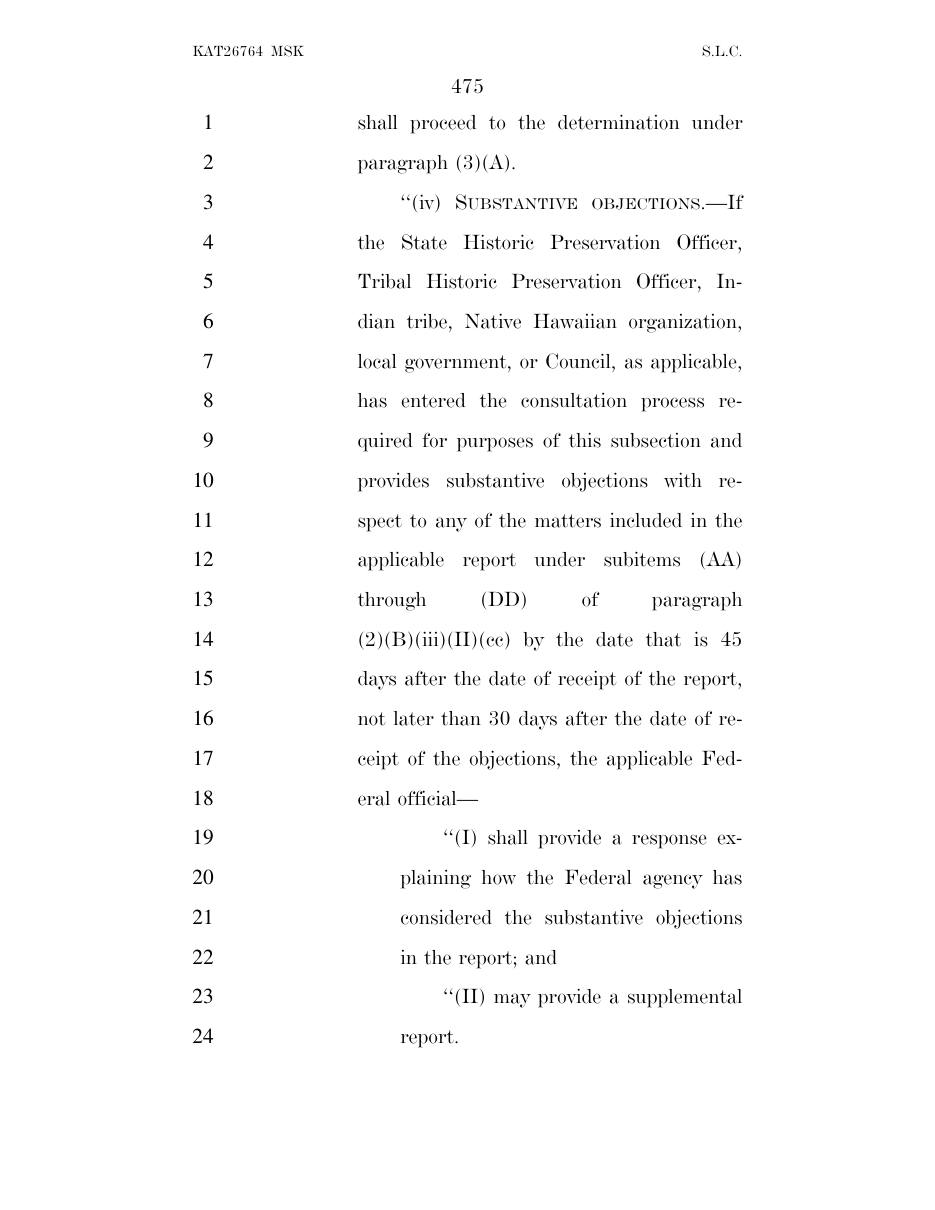 KAT26764 MSK S.L.C.
475
1 shall proceed to the determination under
2 paragraph (3)(A).
3 ‘‘(iv) SUBSTANTIVE OBJECTIONS.—If
4 the State Historic Preservation Officer,
5 Tribal Historic Preservation Officer, In-
6 dian tribe, Native Hawaiian organization,
7 local government, or Council, as applicable,
8 has entered the consultation process re-
9 quired for purposes of this subsection and
10 provides substantive objections with re-
11 spect to any of the matters included in the
12 applicable report under subitems (AA)
13 through (DD) of paragraph
14 (2)(B)(iii)(II)(cc) by the date that is 45
15 days after the date of receipt of the report,
16 not later than 30 days after the date of re-
17 ceipt of the objections, the applicable Fed-
18 eral official—
19 ‘‘(I) shall provide a response ex-
20 plaining how the Federal agency has
21 considered the substantive objections
22 in the report; and
23 ‘‘(II) may provide a supplemental
24 report.